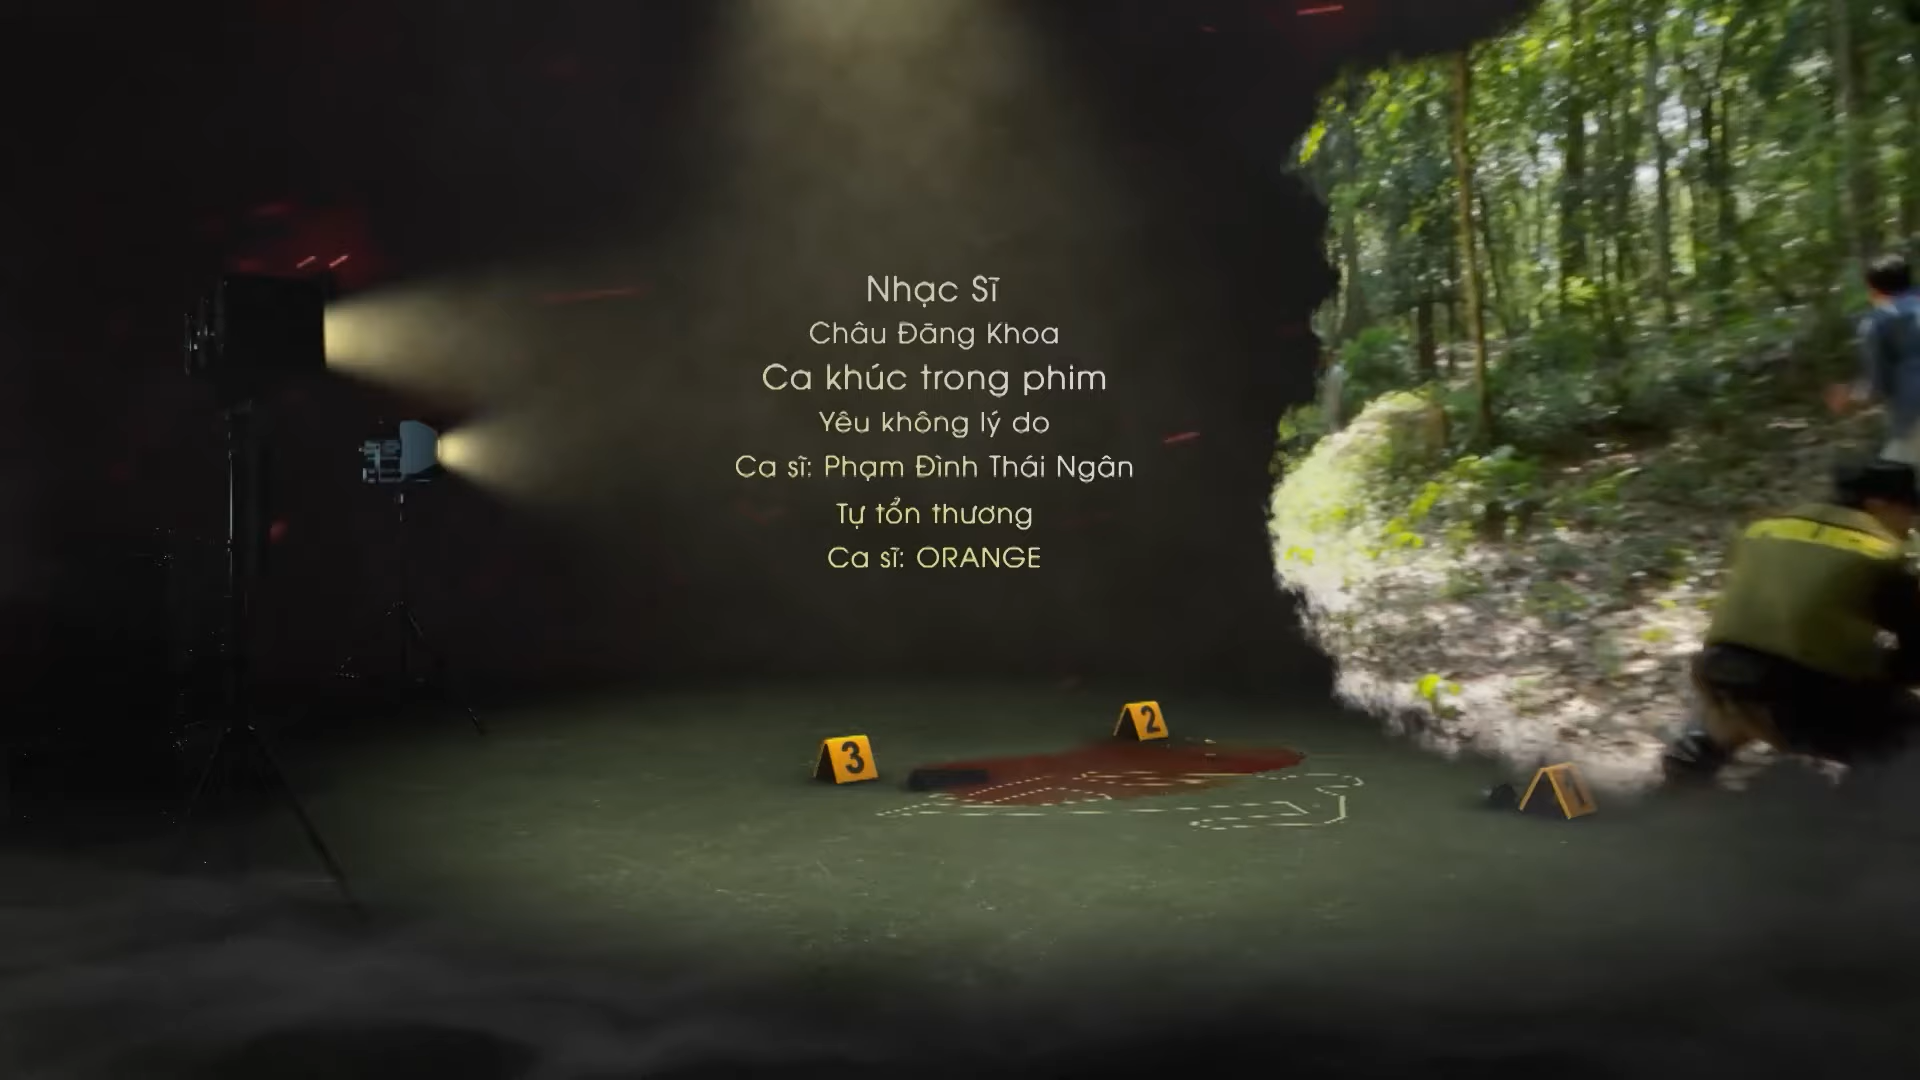 Nhạc Sĩ
Châu Đăng Khoa
Ca khúc trong phim
Yêu không lý do
Ca sĩ: Phạm Đình Thái Ngân
Tự tổn thương
Ca sĩ: ORANGE
2
3
1